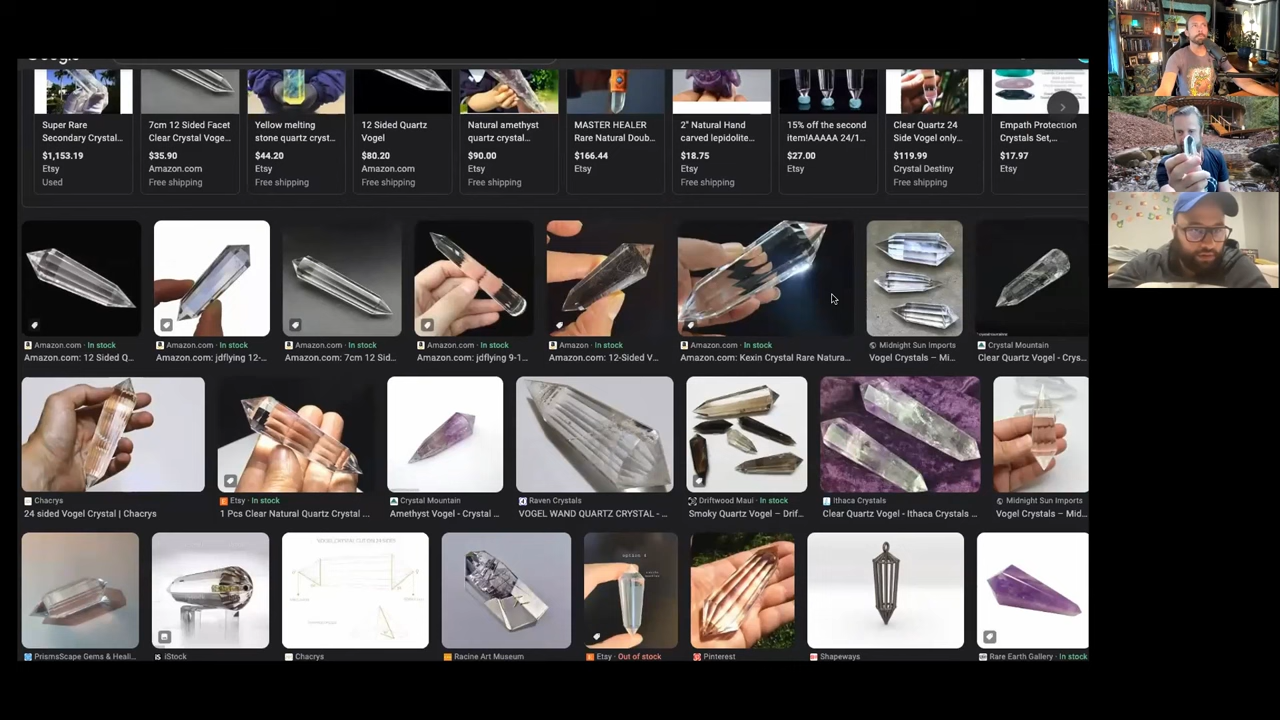 Super Rare
Secondary Crystal...
$1,153.19
Etsy
Used
7cm 12 Sided Facet
Clear Crystal Voge...
$35.90
Amazon.com
Free shipping
Yellow melting
stone quartz cryst...
$44.20
Etsy
Free shipping
12 Sided Quartz
Vogel
$80.20
Amazon.com
Free shipping
Natural amethyst
quartz crystal...
$90.00
Etsy
Free shipping
MASTER HEALER
Rare Natural Doub...
$166.44
Etsy
2" Natural Hand
carved lepidolite...
$18.75
Etsy
Free shipping
15% off the second
item!AAAAA 24/1...
$27.00
Etsy
Clear Quartz 24
Side Vogel only...
$119.99
Crystal Destiny
Free shipping
Empath Protection
Crystals Set,...
$17.97
Etsy
Amazon.com · In stock
Amazon.com: 12 Sided Q...
Amazon.com · In stock
Amazon.com: jdflying 12-...
Amazon.com · In stock
Amazon.com: 7cm 12 Sid...
Amazon.com · In stock
Amazon.com: jdflying 9-1...
Amazon.com · In stock
Amazon: 12-Sided V...
Amazon.com · In stock
Amazon.com: Kexin Crystal Rare Natura...
Midnight Sun Imports
Vogel Crystals – Mi...
Crystal Mountain
Clear Quartz Vogel - Crys...
Chacrys
24 sided Vogel Crystal | Chacrys
Etsy · In stock
1 Pcs Clear Natural Quartz Crystal ...
Crystal Mountain
Amethyst Vogel - Crystal ...
Raven Crystals
VOGEL WAND QUARTZ CRYSTAL - ...
Driftwood Maui · In stock
Smoky Quartz Vogel – Drif...
Ithaca Crystals
Clear Quartz Vogel - Ithaca Crystals ...
Midnight Sun Imports
Vogel Crystals – Mid...
PrismsScape Gems & Heali...
iStock
Chacrys
Racine Art Museum
Etsy · Out of stock
Pinterest
Shapeways
Rare Earth Gallery · In stock